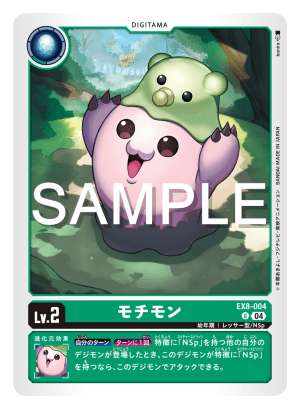 DIGITAMA
SAMPLE
Lv.2
モチモン
EX8-004
U 04
幼年期 | レッサー型/NSp
進化元効果
自分のターン ターンに1回 特徴に「NSp」を持つ他の自分の
デジモンが登場したとき、このデジモンが特徴に「NSp」
を持つなら、このデジモンでアタックできる。